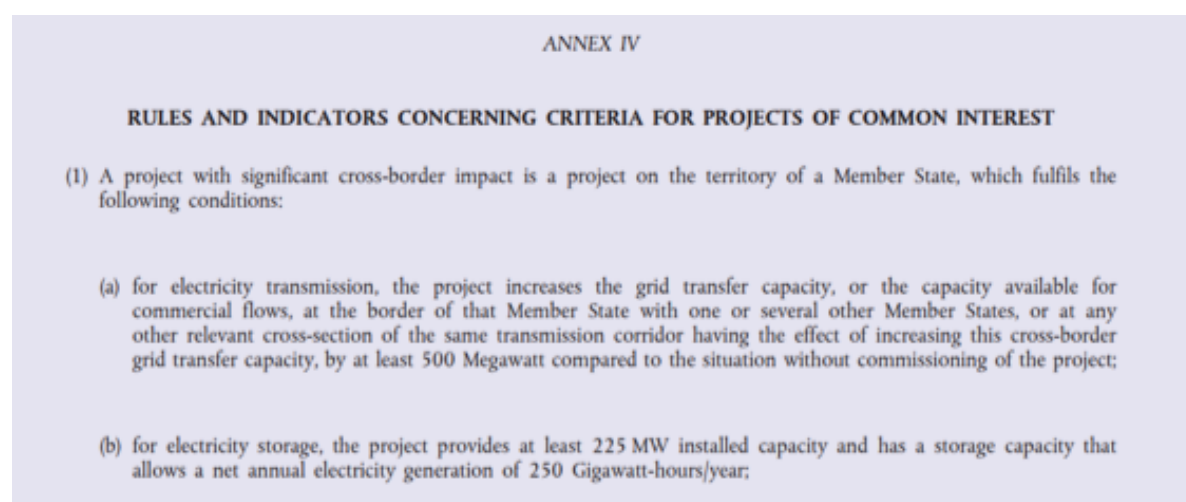 ANNEX IV
RULES AND INDICATORS CONCERNING CRITERIA FOR PROJECTS OF COMMON INTEREST
(1) A project with significant cross-border impact is a project on the territory of a Member State, which fulfils the
following conditions:
(a) for electricity transmission, the project increases the grid transfer capacity, or the capacity available for
commercial flows, at the border of that Member State with one or several other Member States, or at any
other relevant cross-section of the same transmission corridor having the effect of increasing this cross-border
grid transfer capacity, by at least 500 Megawatt compared to the situation without commissioning of the project;
(b) for electricity storage, the project provides at least 225 MW installed capacity and has a storage capacity that
allows a net annual electricity generation of 250 Gigawatt-hours/year;